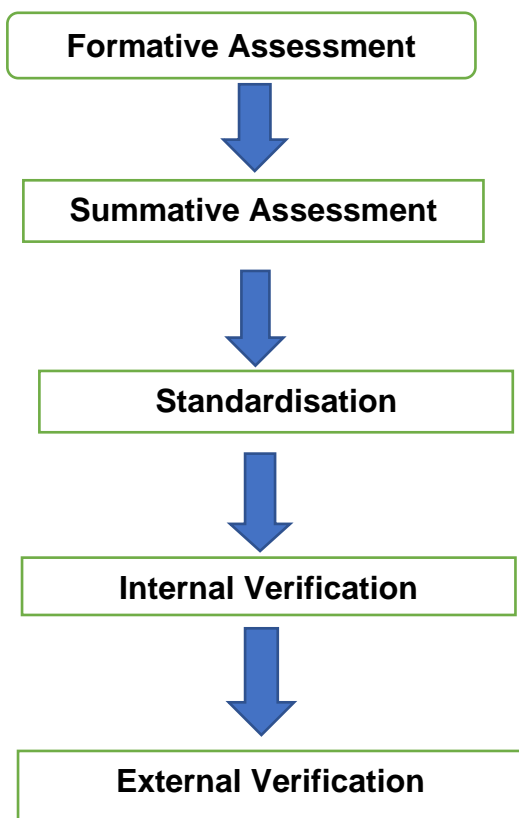 Formative Assessment
Summative Assessment
Standardisation
Internal Verification
External Verification